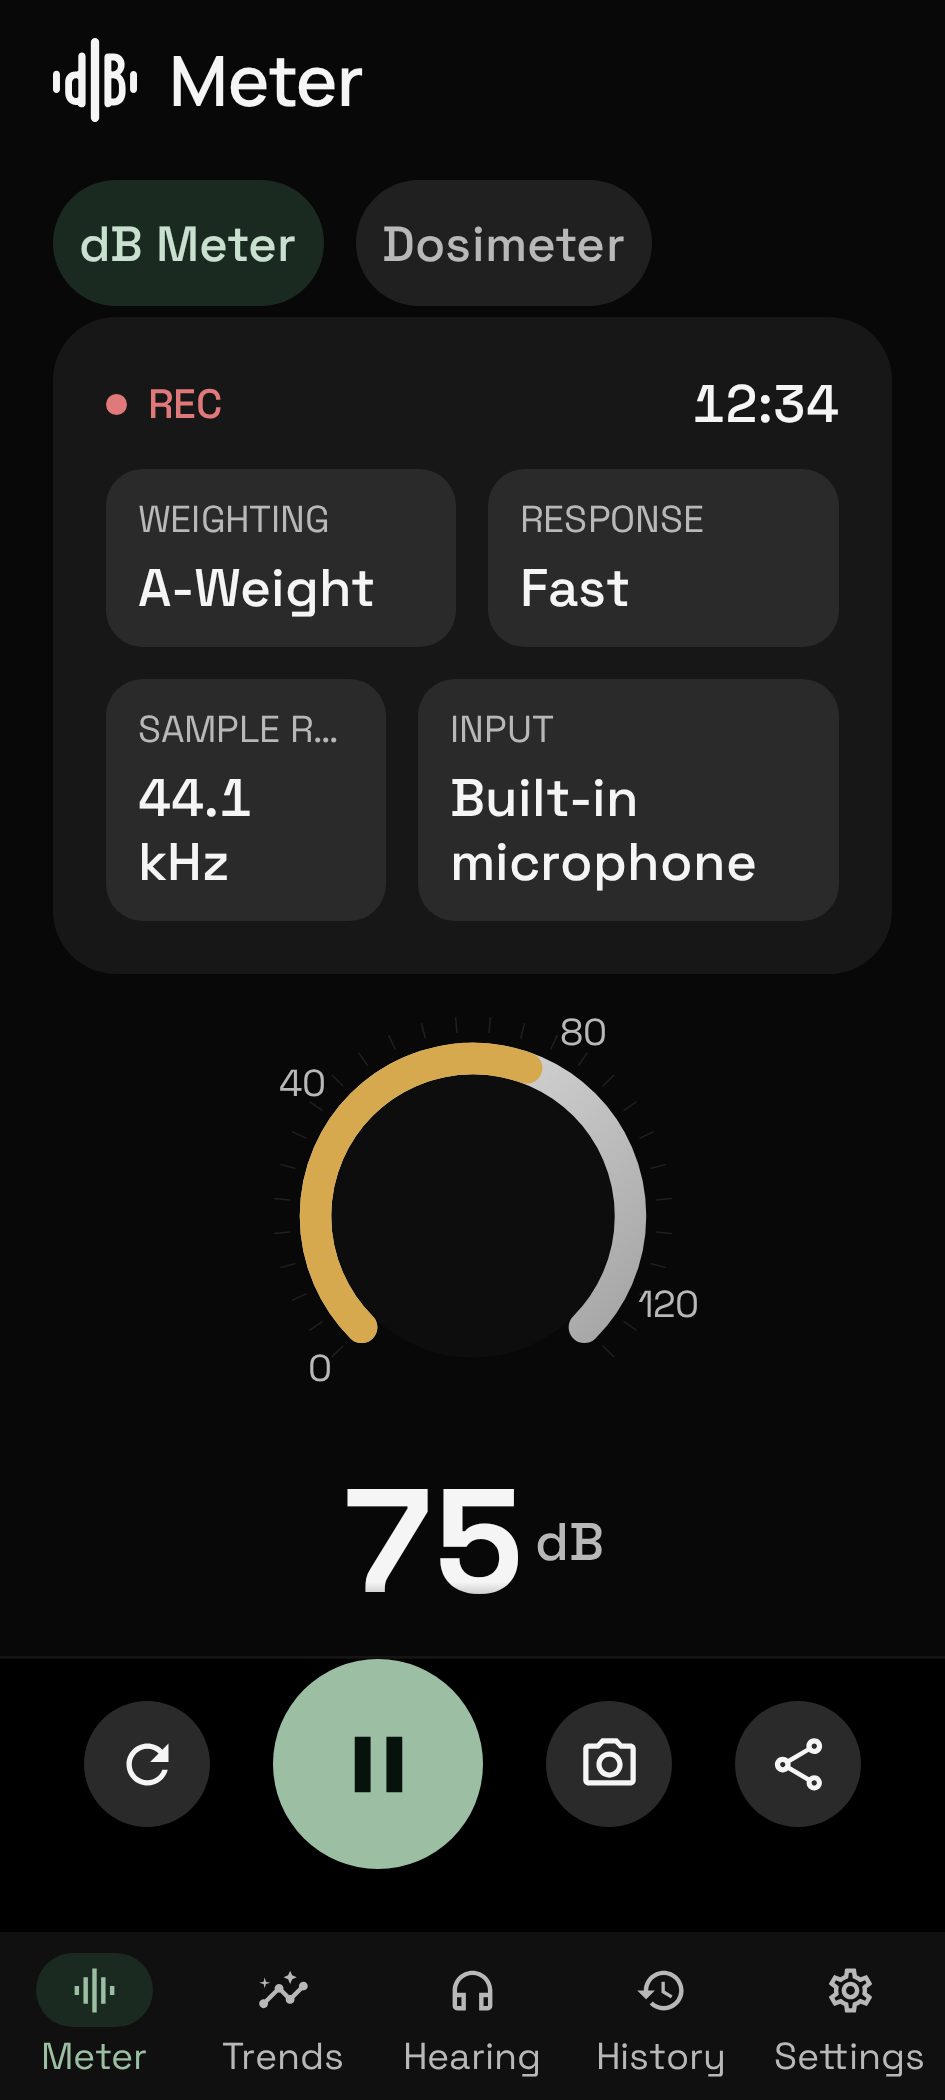 dB Meter
dB Meter Dosimeter
REC 12:34
WEIGHTING RESPONSE
A-Weight Fast
SAMPLE R... INPUT
44.1 Built-in
kHz microphone
80
40
120
0
75 dB
Meter Trends Hearing History Settings